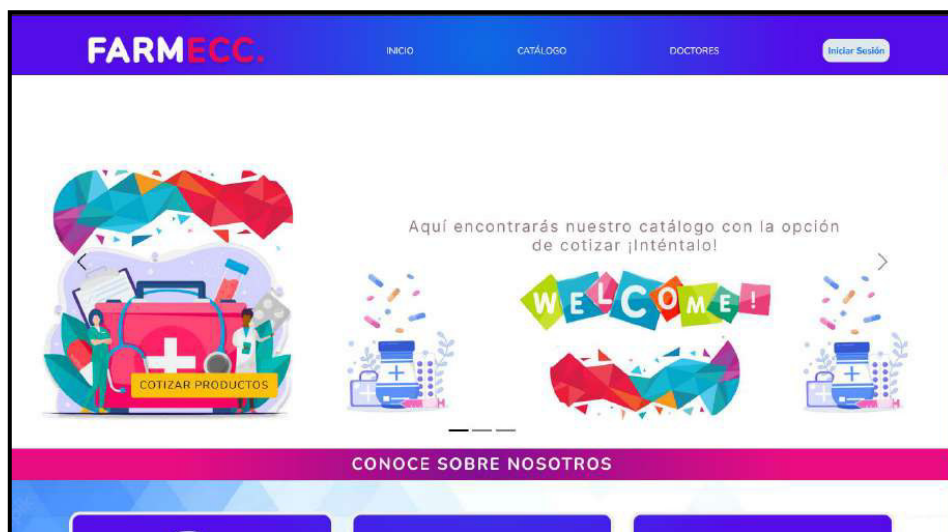 FARMECC.
INICIO
CATÁLOGO
DOCTORES
Iniciar Sesión
Aquí encontrarás nuestro catálogo con la opción
de cotizar ¡Inténtalo!
WELCOME!
COTIZAR PRODUCTOS
CONOCE SOBRE NOSOTROS